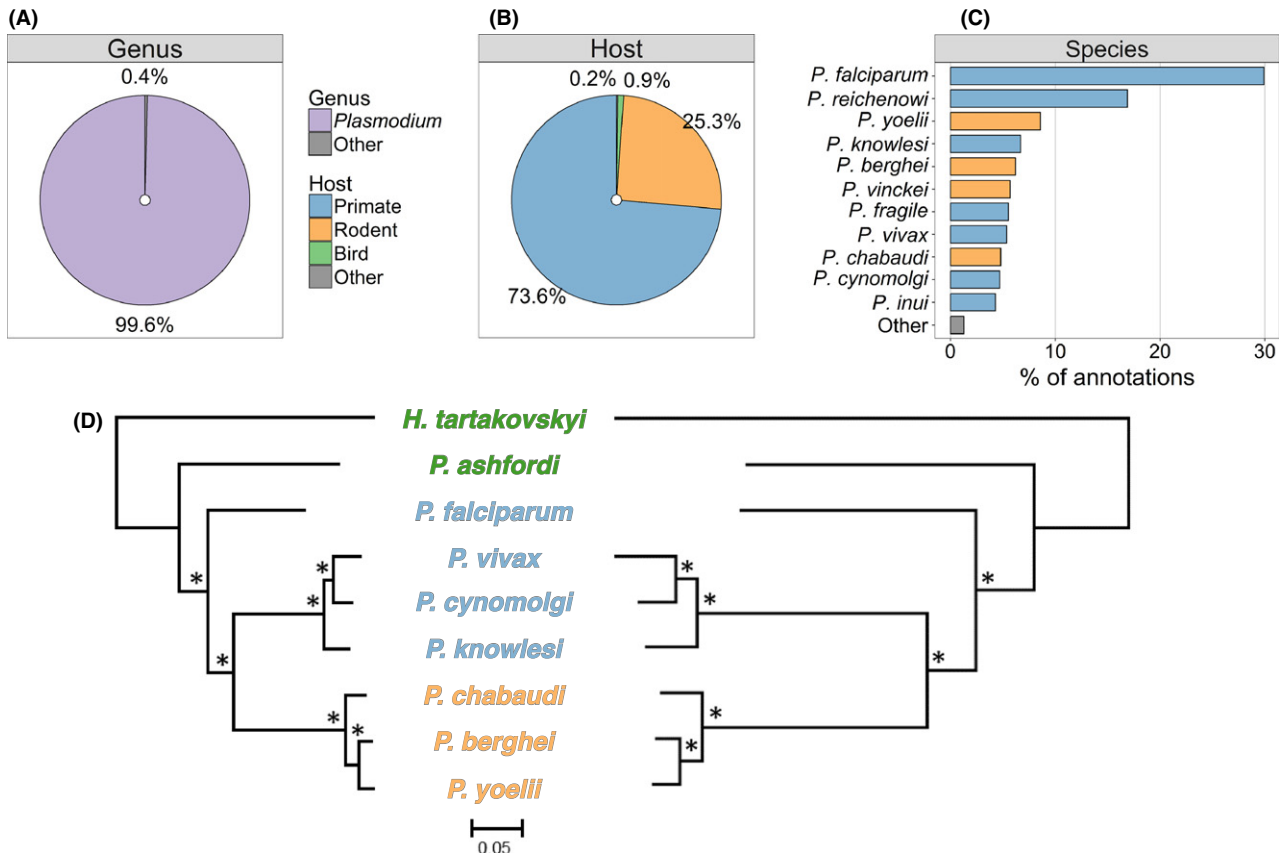 (A)
Genus
0.4%
99.6%
Genus
Plasmodium
Other
Host
Primate
Rodent
Bird
Other
(B)
Host
0.2% 0.9%
25.3%
73.6%
(C)
Species
P. falciparum
P. reichenowi
P. yoelii
P. knowlesi
P. berghei
P. vinckei
P. fragile
P. vivax
P. chabaudi
P. cynomolgi
P. inui
Other
0 10 20 30
% of annotations
(D)
H. tartakovskyi
P. ashfordi
P. falciparum
P. vivax
* *
P. cynomolgi
* * * *
P. knowlesi
* *
P. chabaudi
* *
P. berghei
* *
P. yoelii
0.05